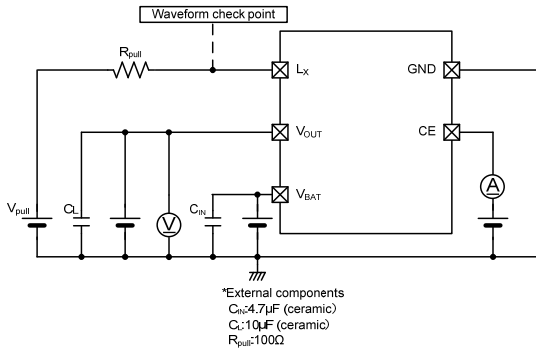 Waveform check point
Rpull
LX
GND
VOUT
CE
VBAT
Vpull
CL
V
CIN
A
*External components
CIN:4.7μF (ceramic)
CL:10μF (ceramic)
Rpull:100Ω